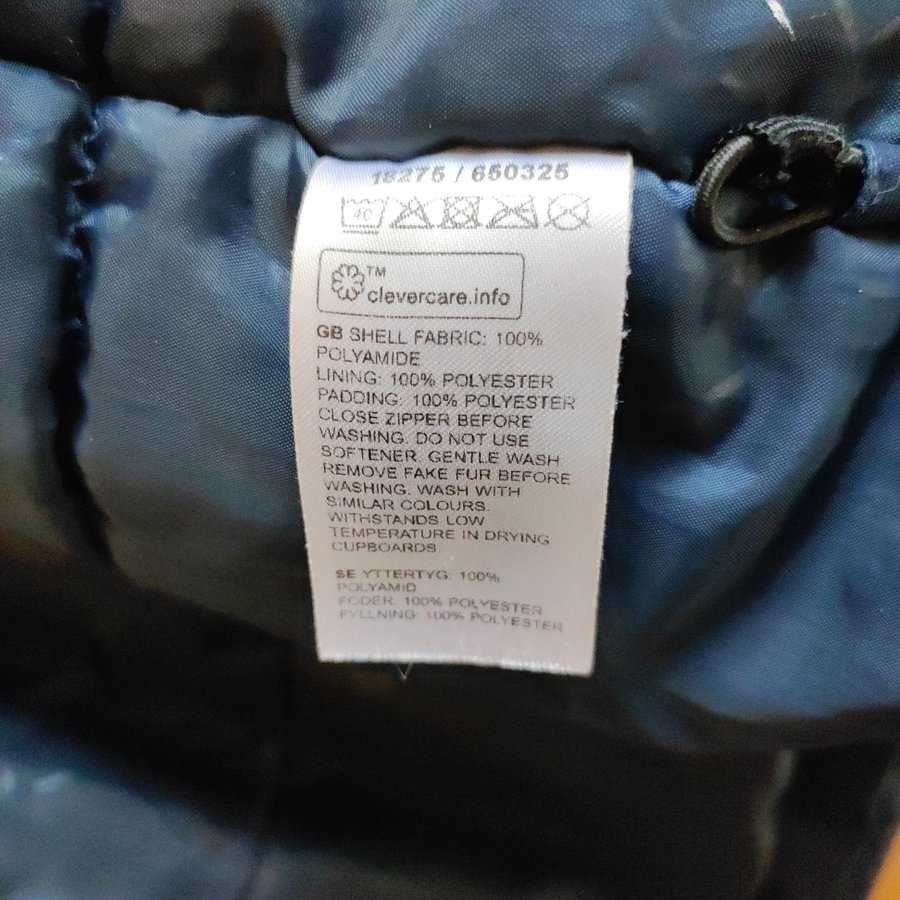 18275 / 650325
40
TM
clevercare.info
GB SHELL FABRIC: 100%
POLYAMIDE
LINING: 100% POLYESTER
PADDING: 100% POLYESTER
CLOSE ZIPPER BEFORE
WASHING. DO NOT USE
SOFTENER. GENTLE WASH
REMOVE FAKE FUR BEFORE
WASHING. WASH WITH
SIMILAR COLOURS.
WITHSTANDS LOW
TEMPERATURE IN DRYING
CUPBOARDS
SE YTTERTYG: 100%
POLYAMID
FODER: 100% POLYESTER
FYLLNING: 100% POLYESTER